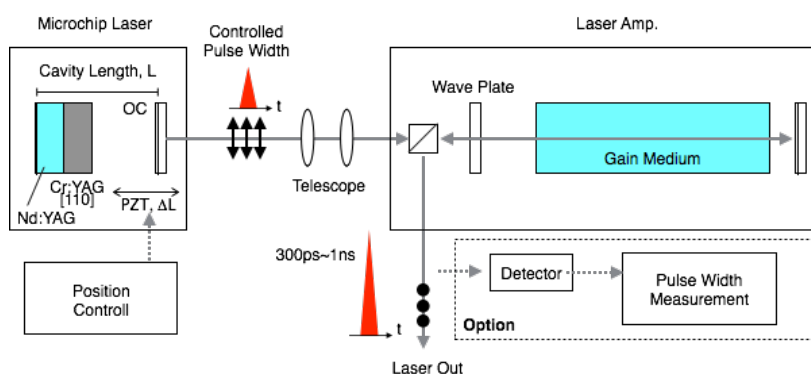 Microchip Laser
Cavity Length, L
OC
Cr:YAG
[110]
Nd:YAG
PZT, ΔL
Position
Controll
Controlled
Pulse Width
t
Telescope
Laser Amp.
Wave Plate
Gain Medium
300ps~1ns
t
Laser Out
Detector
Pulse Width
Measurement
Option